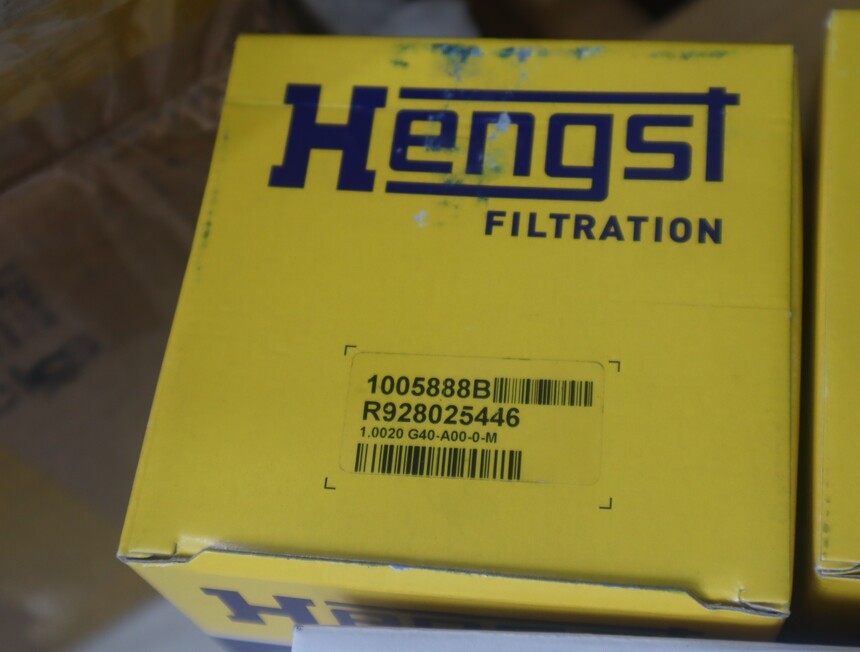 Hengst
FILTRATION
1005888B
R928025446
1.0020 G40-A00-0-M